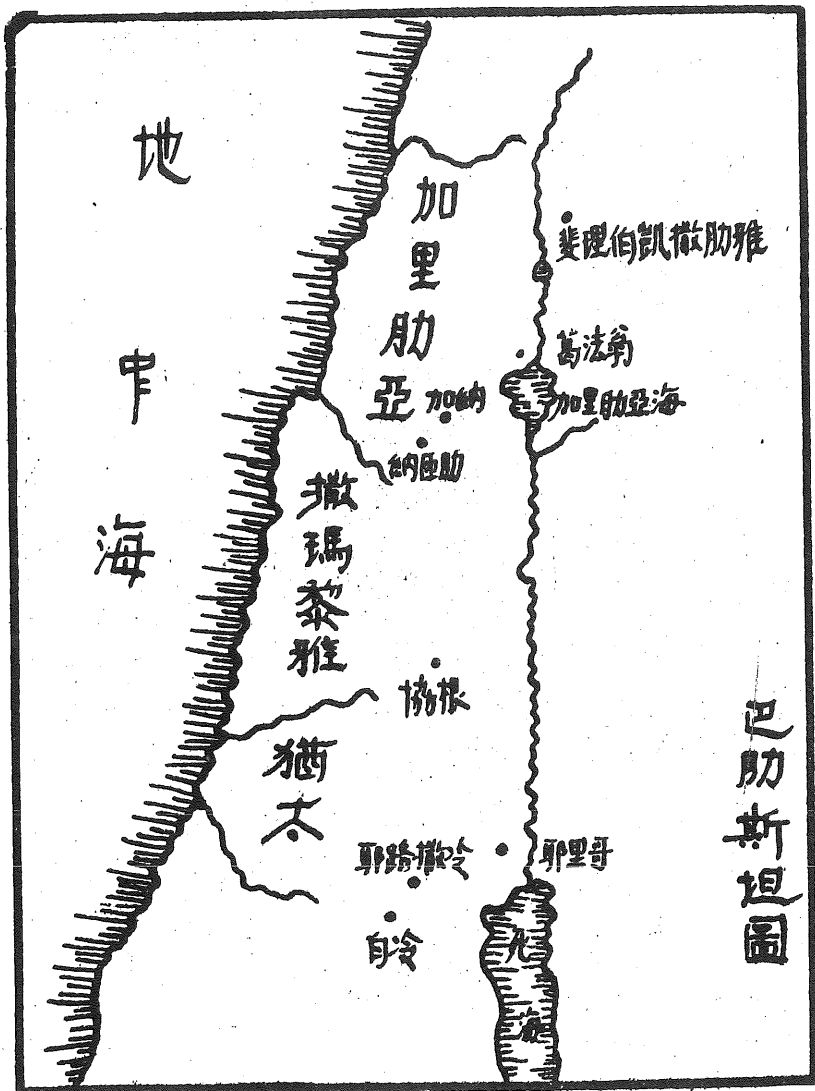 巴肋斯坦圖
地中海
加里肋亞
斐理伯凱撒肋雅
葛法翁
加里肋亞海
加納
納匝肋
撒瑪黎雅
協根
猶太
耶路撒冷
耶里哥
白冷
死海